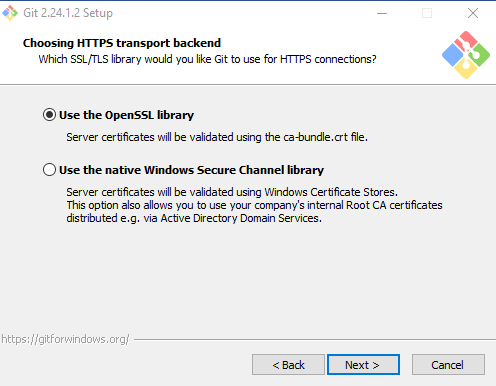 Git 2.24.1.2 Setup
Choosing HTTPS transport backend
Which SSL/TLS library would you like Git to use for HTTPS connections?
Use the OpenSSL library
Server certificates will be validated using the ca-bundle.crt file.
Use the native Windows Secure Channel library
Server certificates will be validated using Windows Certificate Stores.
This option also allows you to use your company's internal Root CA certificates
distributed e.g. via Active Directory Domain Services.
https://gitforwindows.org/
< Back
Next >
Cancel